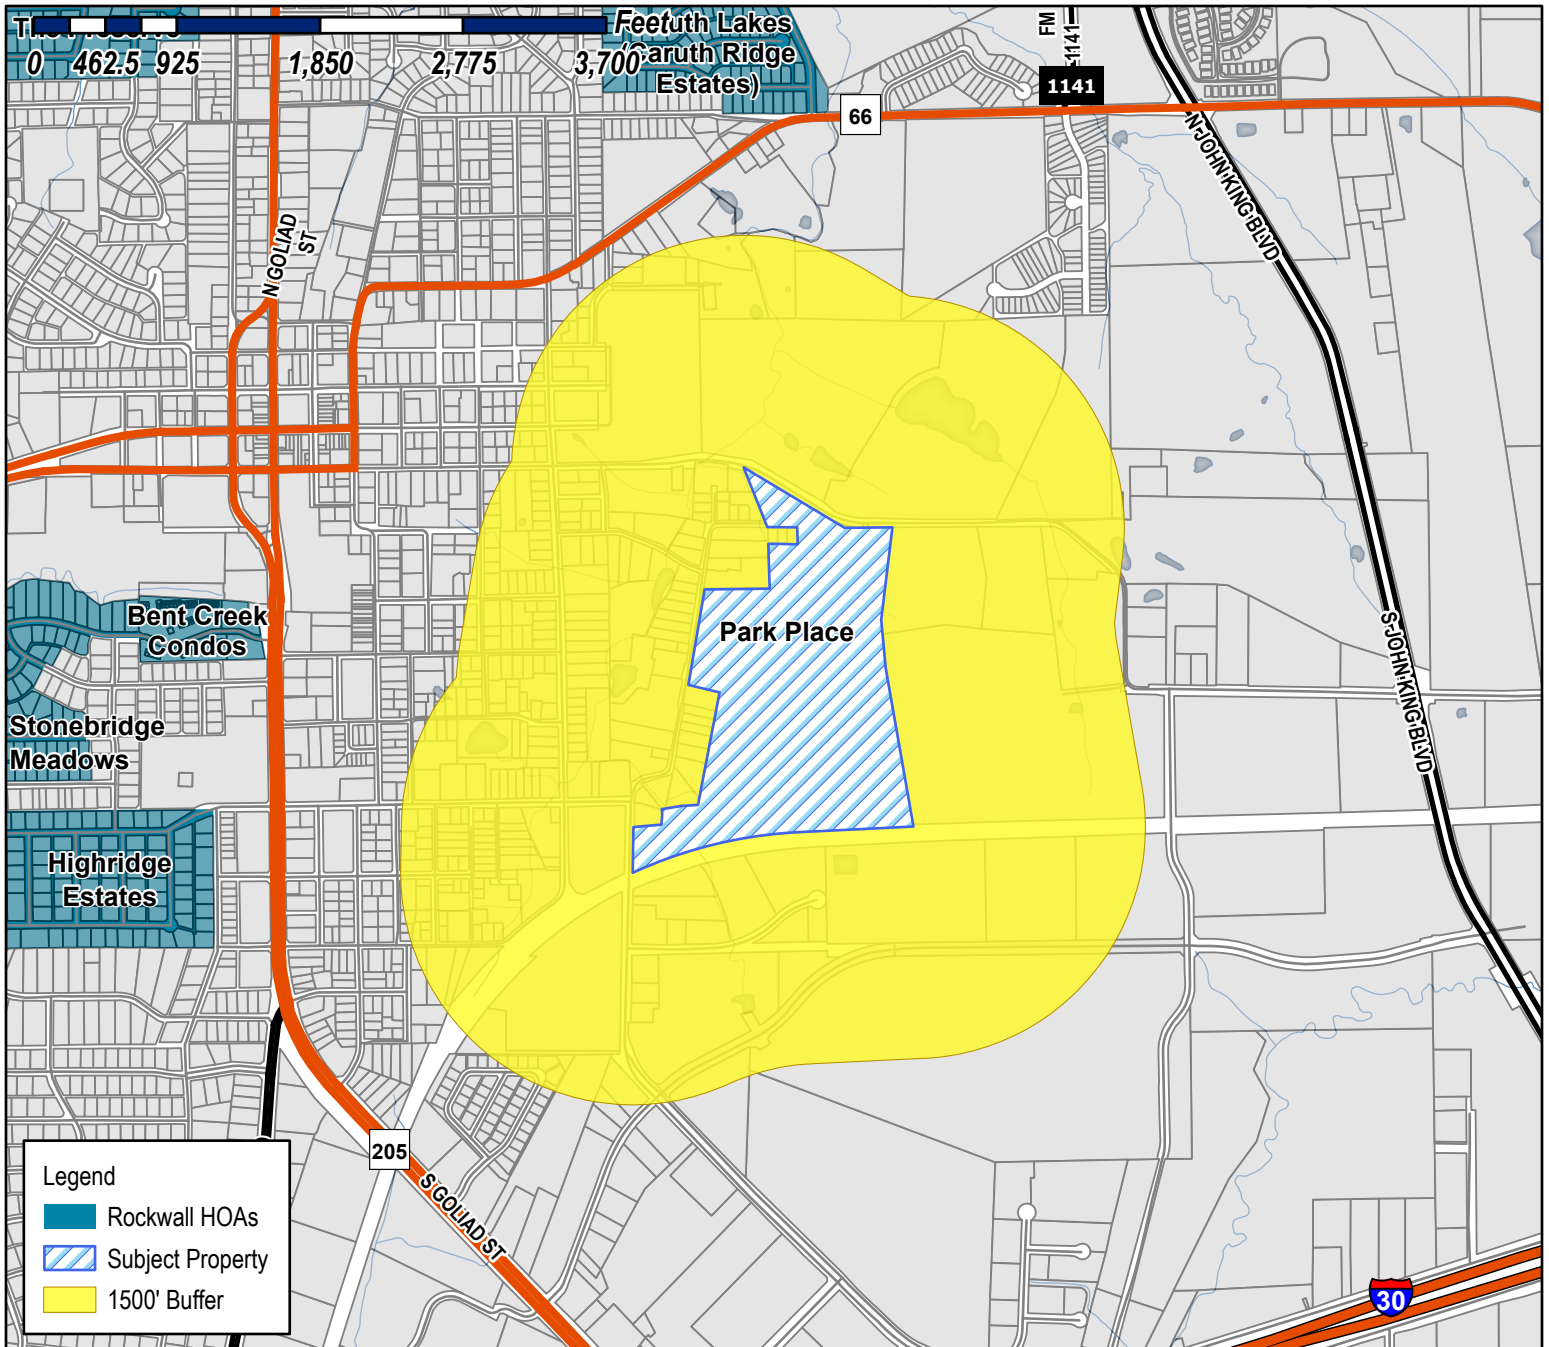 Feet
uth Lakes
(Caruth Ridge
Estates)
0 462.5 925 1,850 2,775 3,700
FM
1141
1141
66
N GOLIAD
ST
N JOHN KING BLVD
Park Place
Bent Creek
Condos
Stonebridge
Meadows
S JOHN KING BLVD
Highridge
Estates
205
S GOLIAD ST
Legend
Rockwall HOAs
Subject Property
1500' Buffer
30